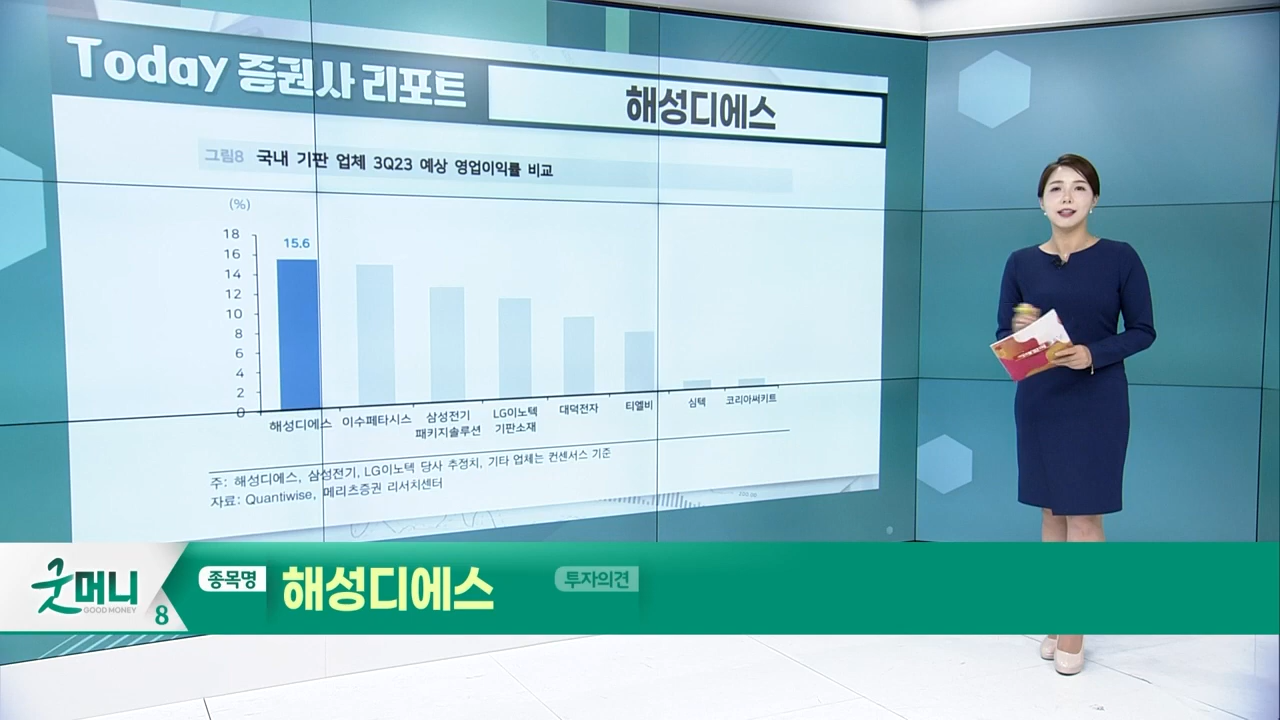 Today 증권사 리포트
해성디에스
그림8 국내 기판 업체 3Q23 예상 영업이익률 비교
(%)
18
16
14
12
10
8
6
4
2
0
15.6
해성디에스 이수페타시스 삼성전기 패키지솔루션 LG이노텍 기판소재 대덕전자 티엘비 심텍 코리아써키트
주: 해성디에스, 삼성전기, LG이노텍 당사 추정치, 기타 업체는 컨센서스 기준
자료: Quantiwise, 메리츠증권 리서치센터
굿머니
GOOD MONEY
8
종목명 해성디에스 투자의견